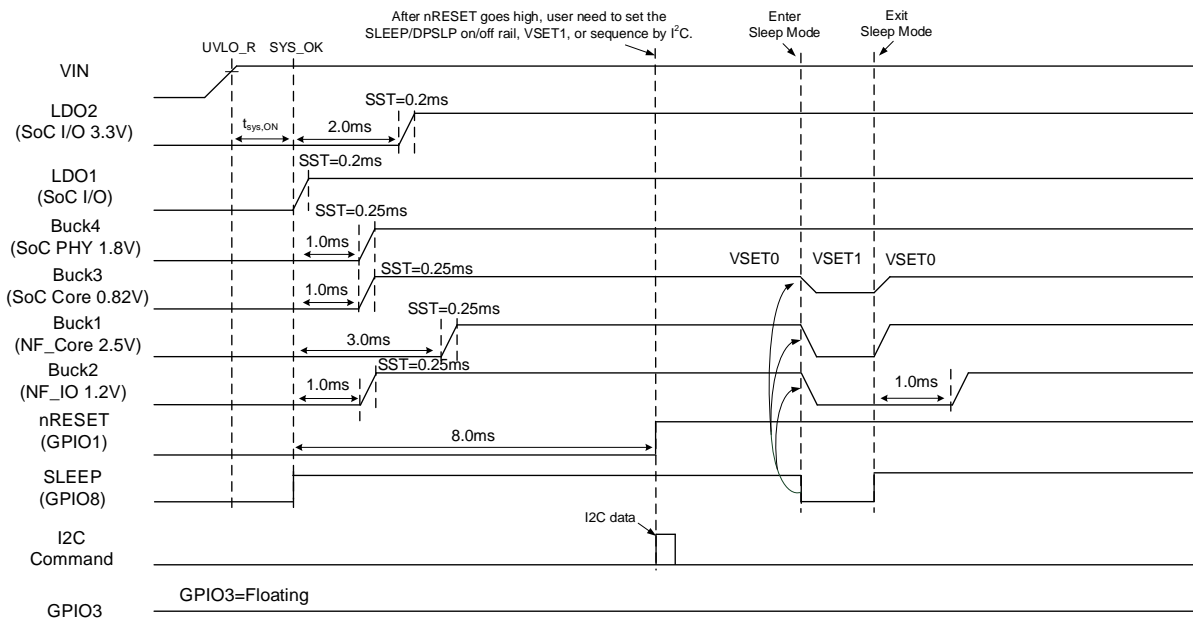 After nRESET goes high, user need to set the
SLEEP/DPSLP on/off rail, VSET1, or sequence by I²C.
Enter
Sleep Mode
Exit
Sleep Mode
UVLO_R
SYS_OK
VIN
LDO2
(SoC I/O 3.3V)
tsys,ON
2.0ms
SST=0.2ms
LDO1
(SoC I/O)
SST=0.2ms
Buck4
(SoC PHY 1.8V)
1.0ms
SST=0.25ms
Buck3
(SoC Core 0.82V)
1.0ms
SST=0.25ms
VSET0
VSET1
VSET0
Buck1
(NF_Core 2.5V)
3.0ms
SST=0.25ms
Buck2
(NF_IO 1.2V)
1.0ms
SST=0.25ms
1.0ms
nRESET
(GPIO1)
8.0ms
SLEEP
(GPIO8)
I2C
Command
I2C data
GPIO3
GPIO3=Floating